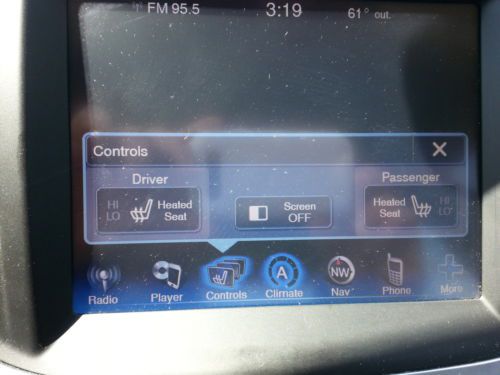 FM 95.5 3:19 61° out.
Controls
Driver Passenger
HI Heated Screen Heated HI
LO Seat OFF Seat LO
A NW
Radio Player Controls Climate Nav Phone More